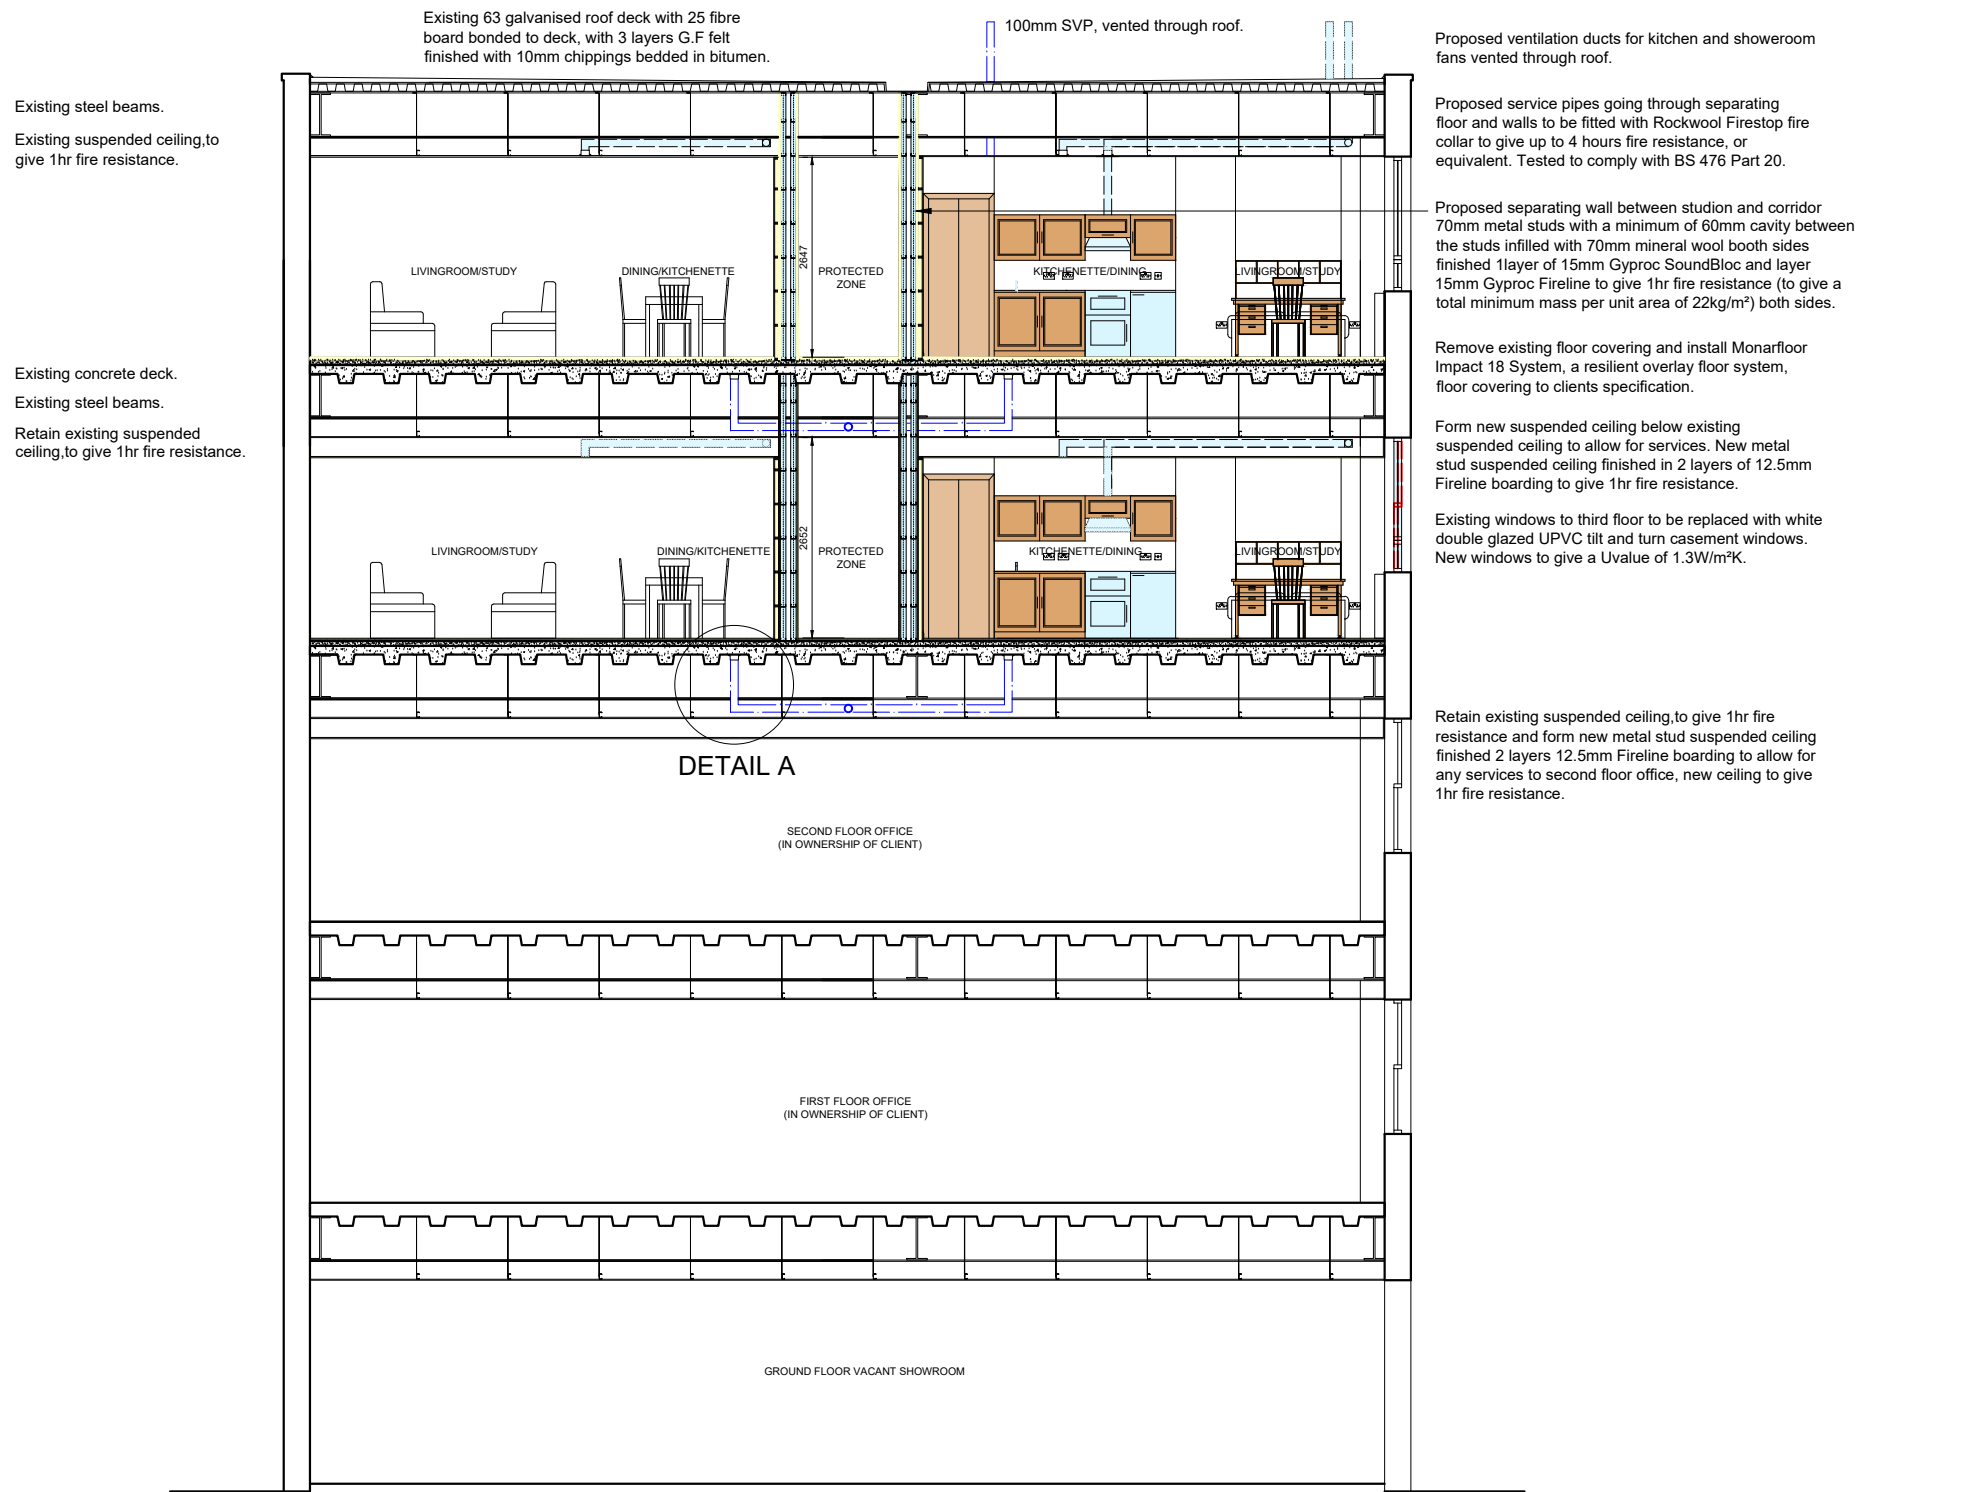 Existing 63 galvanised roof deck with 25 fibre
board bonded to deck, with 3 layers G.F felt
finished with 10mm chippings bedded in bitumen.
100mm SVP, vented through roof.
Proposed ventilation ducts for kitchen and showeroom
fans vented through roof.
Existing steel beams.
Existing suspended ceiling,to
give 1hr fire resistance.
Proposed service pipes going through separating
floor and walls to be fitted with Rockwool Firestop fire
collar to give up to 4 hours fire resistance, or
equivalent. Tested to comply with BS 476 Part 20.
Proposed separating wall between studion and corridor
70mm metal studs with a minimum of 60mm cavity between
the studs infilled with 70mm mineral wool booth sides
finished 1layer of 15mm Gyproc SoundBloc and layer
15mm Gyproc Fireline to give 1hr fire resistance (to give a
total minimum mass per unit area of 22kg/m²) both sides.
LIVINGROOM/STUDY
DINING/KITCHENETTE
2647
PROTECTED
ZONE
KITCHENETTE/DINING
LIVINGROOM/STUDY
Remove existing floor covering and install Monarfloor
Impact 18 System, a resilient overlay floor system,
floor covering to clients specification.
Existing concrete deck.
Existing steel beams.
Retain existing suspended
ceiling,to give 1hr fire resistance.
Form new suspended ceiling below existing
suspended ceiling to allow for services. New metal
stud suspended ceiling finished in 2 layers of 12.5mm
Fireline boarding to give 1hr fire resistance.
Existing windows to third floor to be replaced with white
double glazed UPVC tilt and turn casement windows.
New windows to give a Uvalue of 1.3W/m²K.
LIVINGROOM/STUDY
DINING/KITCHENETTE
2652
PROTECTED
ZONE
KITCHENETTE/DINING
LIVINGROOM/STUDY
DETAIL A
Retain existing suspended ceiling,to give 1hr fire
resistance and form new metal stud suspended ceiling
finished 2 layers 12.5mm Fireline boarding to allow for
any services to second floor office, new ceiling to give
1hr fire resistance.
SECOND FLOOR OFFICE
(IN OWNERSHIP OF CLIENT)
FIRST FLOOR OFFICE
(IN OWNERSHIP OF CLIENT)
GROUND FLOOR VACANT SHOWROOM